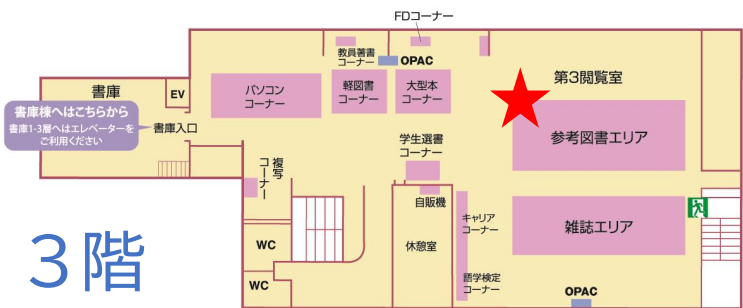 FDコーナー
教員著書
コーナー
OPAC
書庫
EV
パソコン
コーナー
軽図書
コーナー
大型本
コーナー
第3閲覧室
書庫棟へはこちらから
書庫1-3層へはエレベーターを
ご利用ください
書庫入口
参考図書エリア
学生選書
コーナー
複写
コーナー
自販機
キャリア
コーナー
雑誌エリア
WC
休憩室
WC
語学検定
コーナー
OPAC
3階